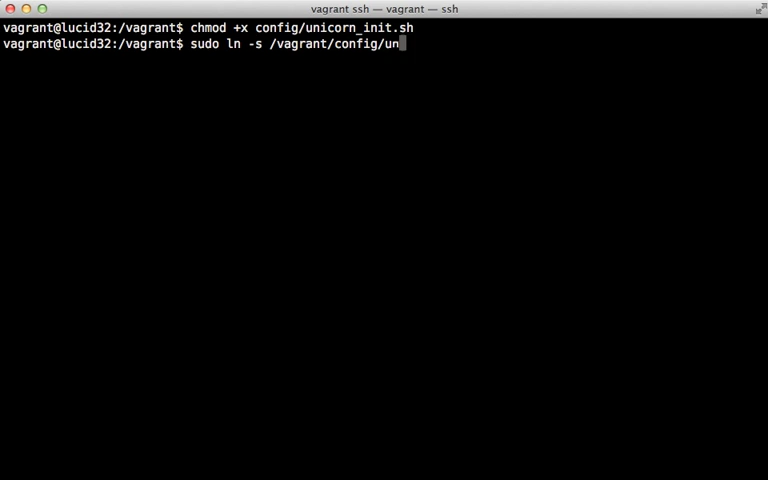 vagrant ssh — vagrant — ssh
vagrant@lucid32:/vagrant$ chmod +x config/unicorn_init.sh
vagrant@lucid32:/vagrant$ sudo ln -s /vagrant/config/un